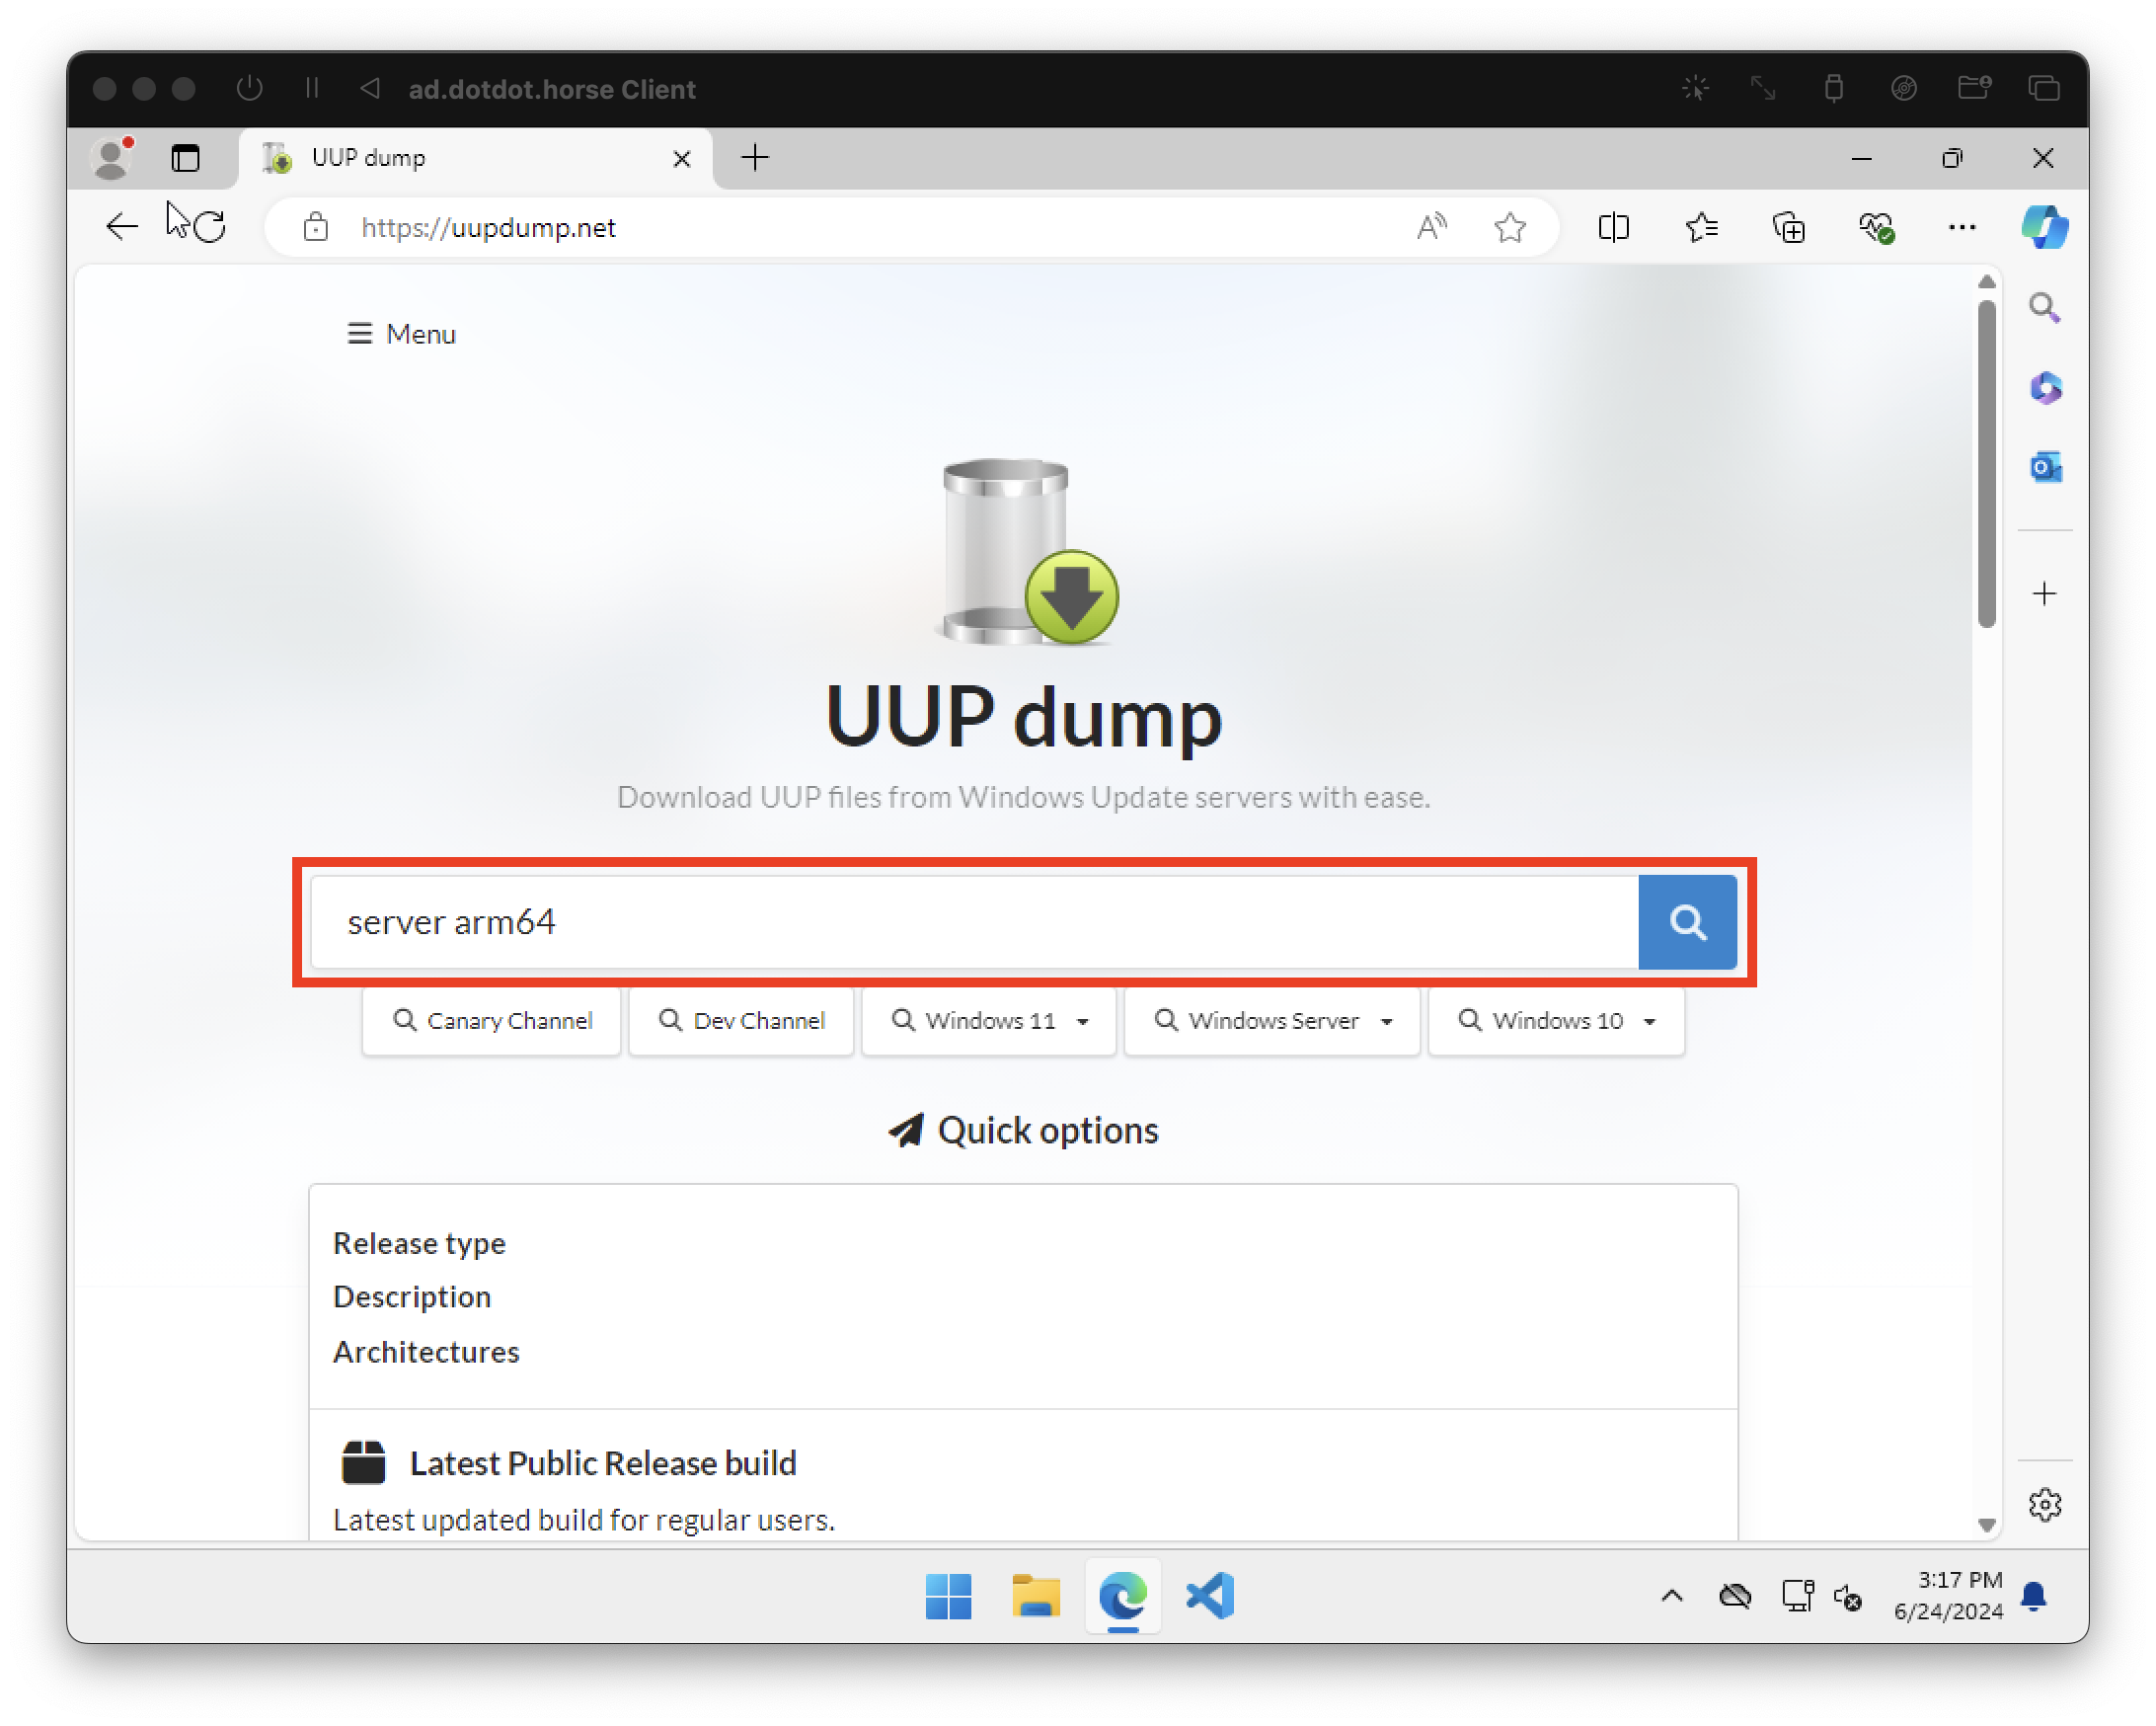 ad.dotdot.horse Client
UUP dump
https://uupdump.net
Menu
UUP dump
Download UUP files from Windows Update servers with ease.
server arm64
Canary Channel
Dev Channel
Windows 11
Windows Server
Windows 10
Quick options
Release type
Description
Architectures
Latest Public Release build
Latest updated build for regular users.
3:17 PM
6/24/2024